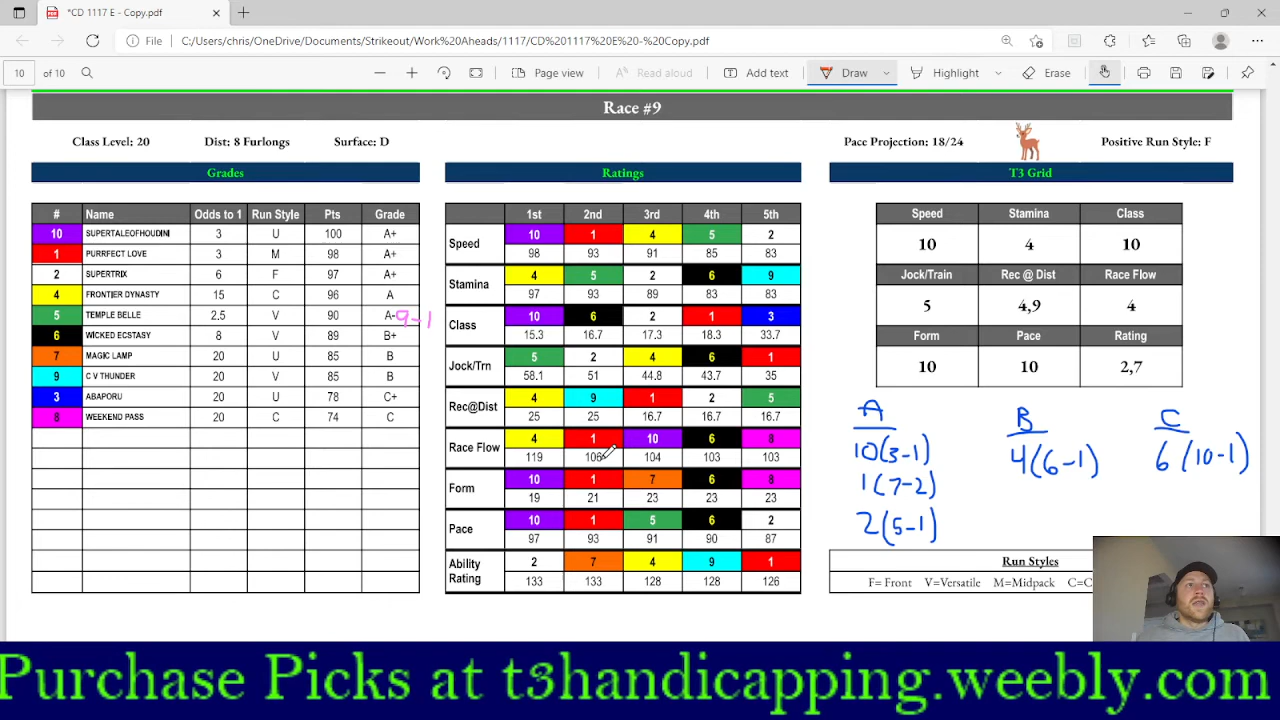 *CD 1117 E - Copy.pdf
File C:/Users/chris/OneDrive/Documents/Strikeout/Work%20Aheads/1117/CD%201117%20E%20-%20Copy.pdf
10 of 10 Page view Read aloud Add text Draw Highlight Erase
Race #9
Class Level: 20 Dist: 8 Furlongs Surface: D Pace Projection: 18/24 Positive Run Style: F
Grades
# Name Odds to 1 Run Style Pts Grade
10 SUPERTALEOFHOUDINI 3 U 100 A+
1 PURRFECT LOVE 3 M 98 A+
2 SUPERTRIX 6 F 97 A+
4 FRONTIER DYNASTY 15 C 96 A
5 TEMPLE BELLE 2.5 V 90 A- 9-1
6 WICKED ECSTASY 8 V 89 B+
7 MAGIC LAMP 20 U 85 B
9 C V THUNDER 20 V 85 B
3 ABAPORU 20 U 78 C+
8 WEEKEND PASS 20 C 74 C
Ratings
1st 2nd 3rd 4th 5th
Speed 10 1 4 5 2
98 93 91 85 83
Stamina 4 5 2 6 9
97 93 89 83 83
Class 10 6 2 1 3
15.3 16.7 17.3 18.3 33.7
Jock/Trn 5 2 4 6 1
58.1 51 44.8 43.7 35
Rec@Dist 4 9 1 2 5
25 25 16.7 16.7 16.7
Race Flow 4 1 10 6 8
119 106 104 103 103
Form 10 1 7 6 8
19 21 23 23 23
Pace 10 1 5 6 2
97 93 91 90 87
Ability Rating 2 7 4 9 1
133 133 128 128 126
T3 Grid
Speed Stamina Class
10 4 10
Jock/Train Rec @ Dist Race Flow
5 4,9 4
Form Pace Rating
10 10 2,7
A B C
10(3-1) 4(6-1) 6(10-1)
1(7-2)
2(5-1)
Run Styles
F= Front V=Versatile M=Midpack C=C
Purchase Picks at t3handicapping.weebly.com